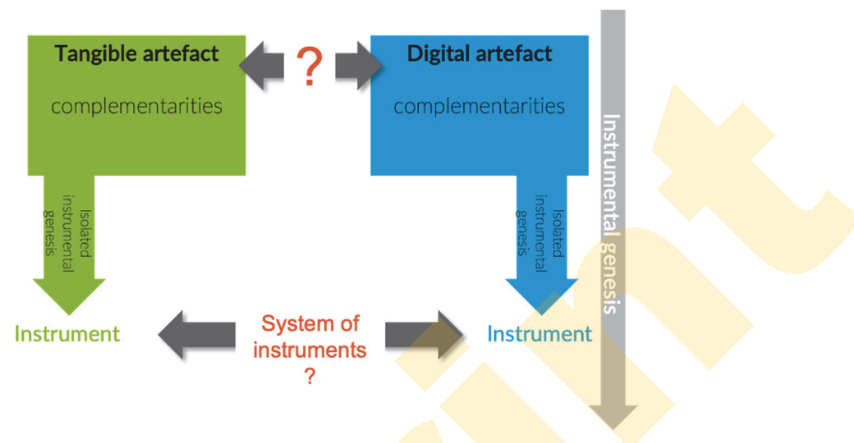 Tangible artefact
?
Digital artefact
complementarities
complementarities
Instrumental genesis
Isolated
instrumental
genesis
Isolated
instrumental
genesis
Instrument
System of
instruments
?
Instrument
int